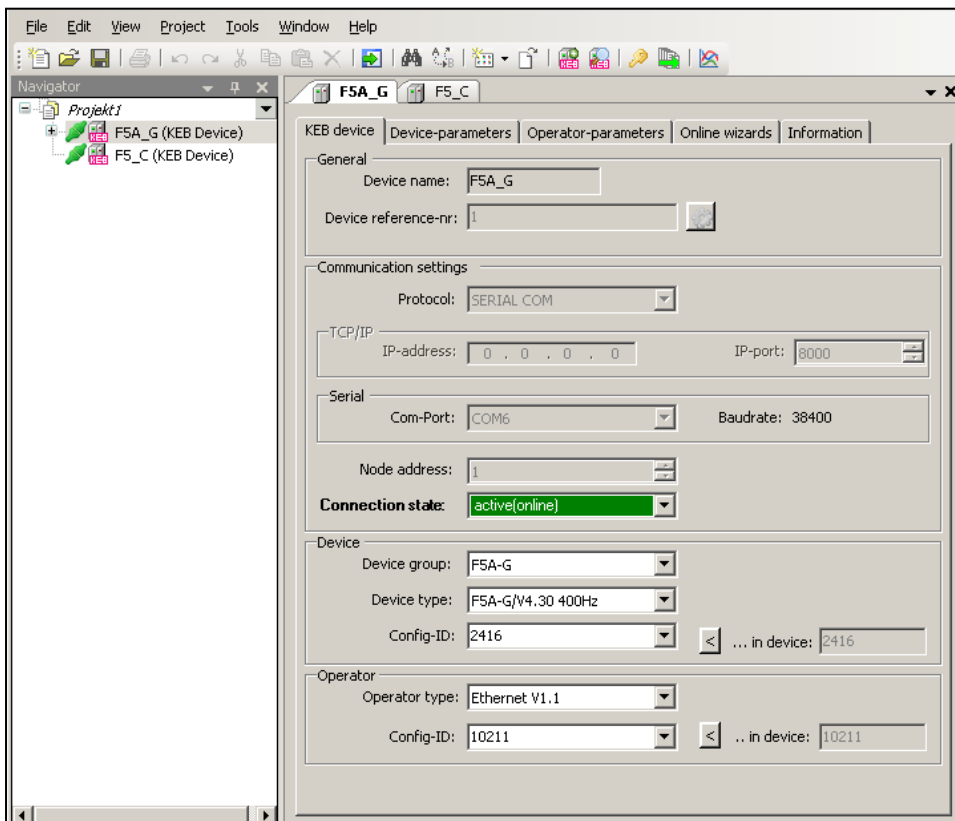 File Edit View Project Tools Window Help
Navigator
F5A_G F5_C
Projekt1
F5A_G (KEB Device)
F5_C (KEB Device)
KEB device Device-parameters Operator-parameters Online wizards Information
General
Device name: F5A_G
Device reference-nr: 1
Communication settings
Protocol: SERIAL COM
TCP/IP
IP-address: 0 . 0 . 0 . 0 IP-port: 8000
Serial
Com-Port: COM6 Baudrate: 38400
Node address: 1
Connection state: active(online)
Device
Device group: F5A-G
Device type: F5A-G/V4.30 400Hz
Config-ID: 2416 < ... in device: 2416
Operator
Operator type: Ethernet V1.1
Config-ID: 10211 < .. in device: 10211